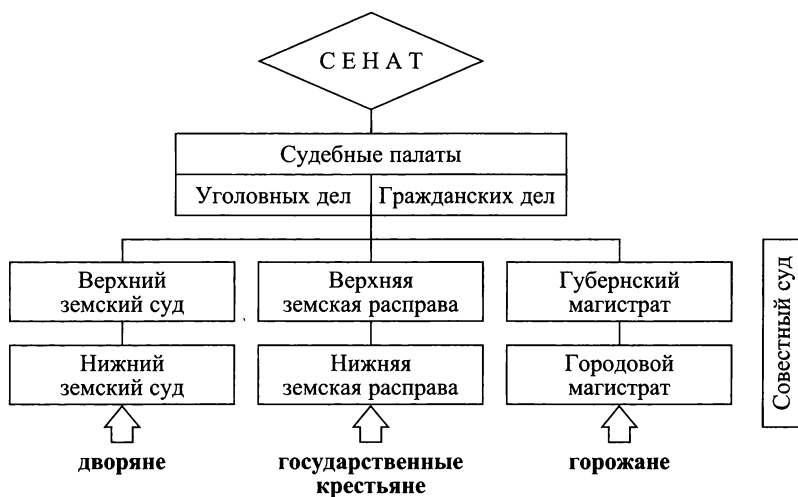 СЕНАТ
Судебные палаты
Уголовных дел
Гражданских дел
Верхний
земский суд
Верхняя
земская расправа
Губернский
магистрат
Нижний
земский суд
Нижняя
земская расправа
Городовой
магистрат
Совестный суд
дворяне
государственные
крестьяне
горожане